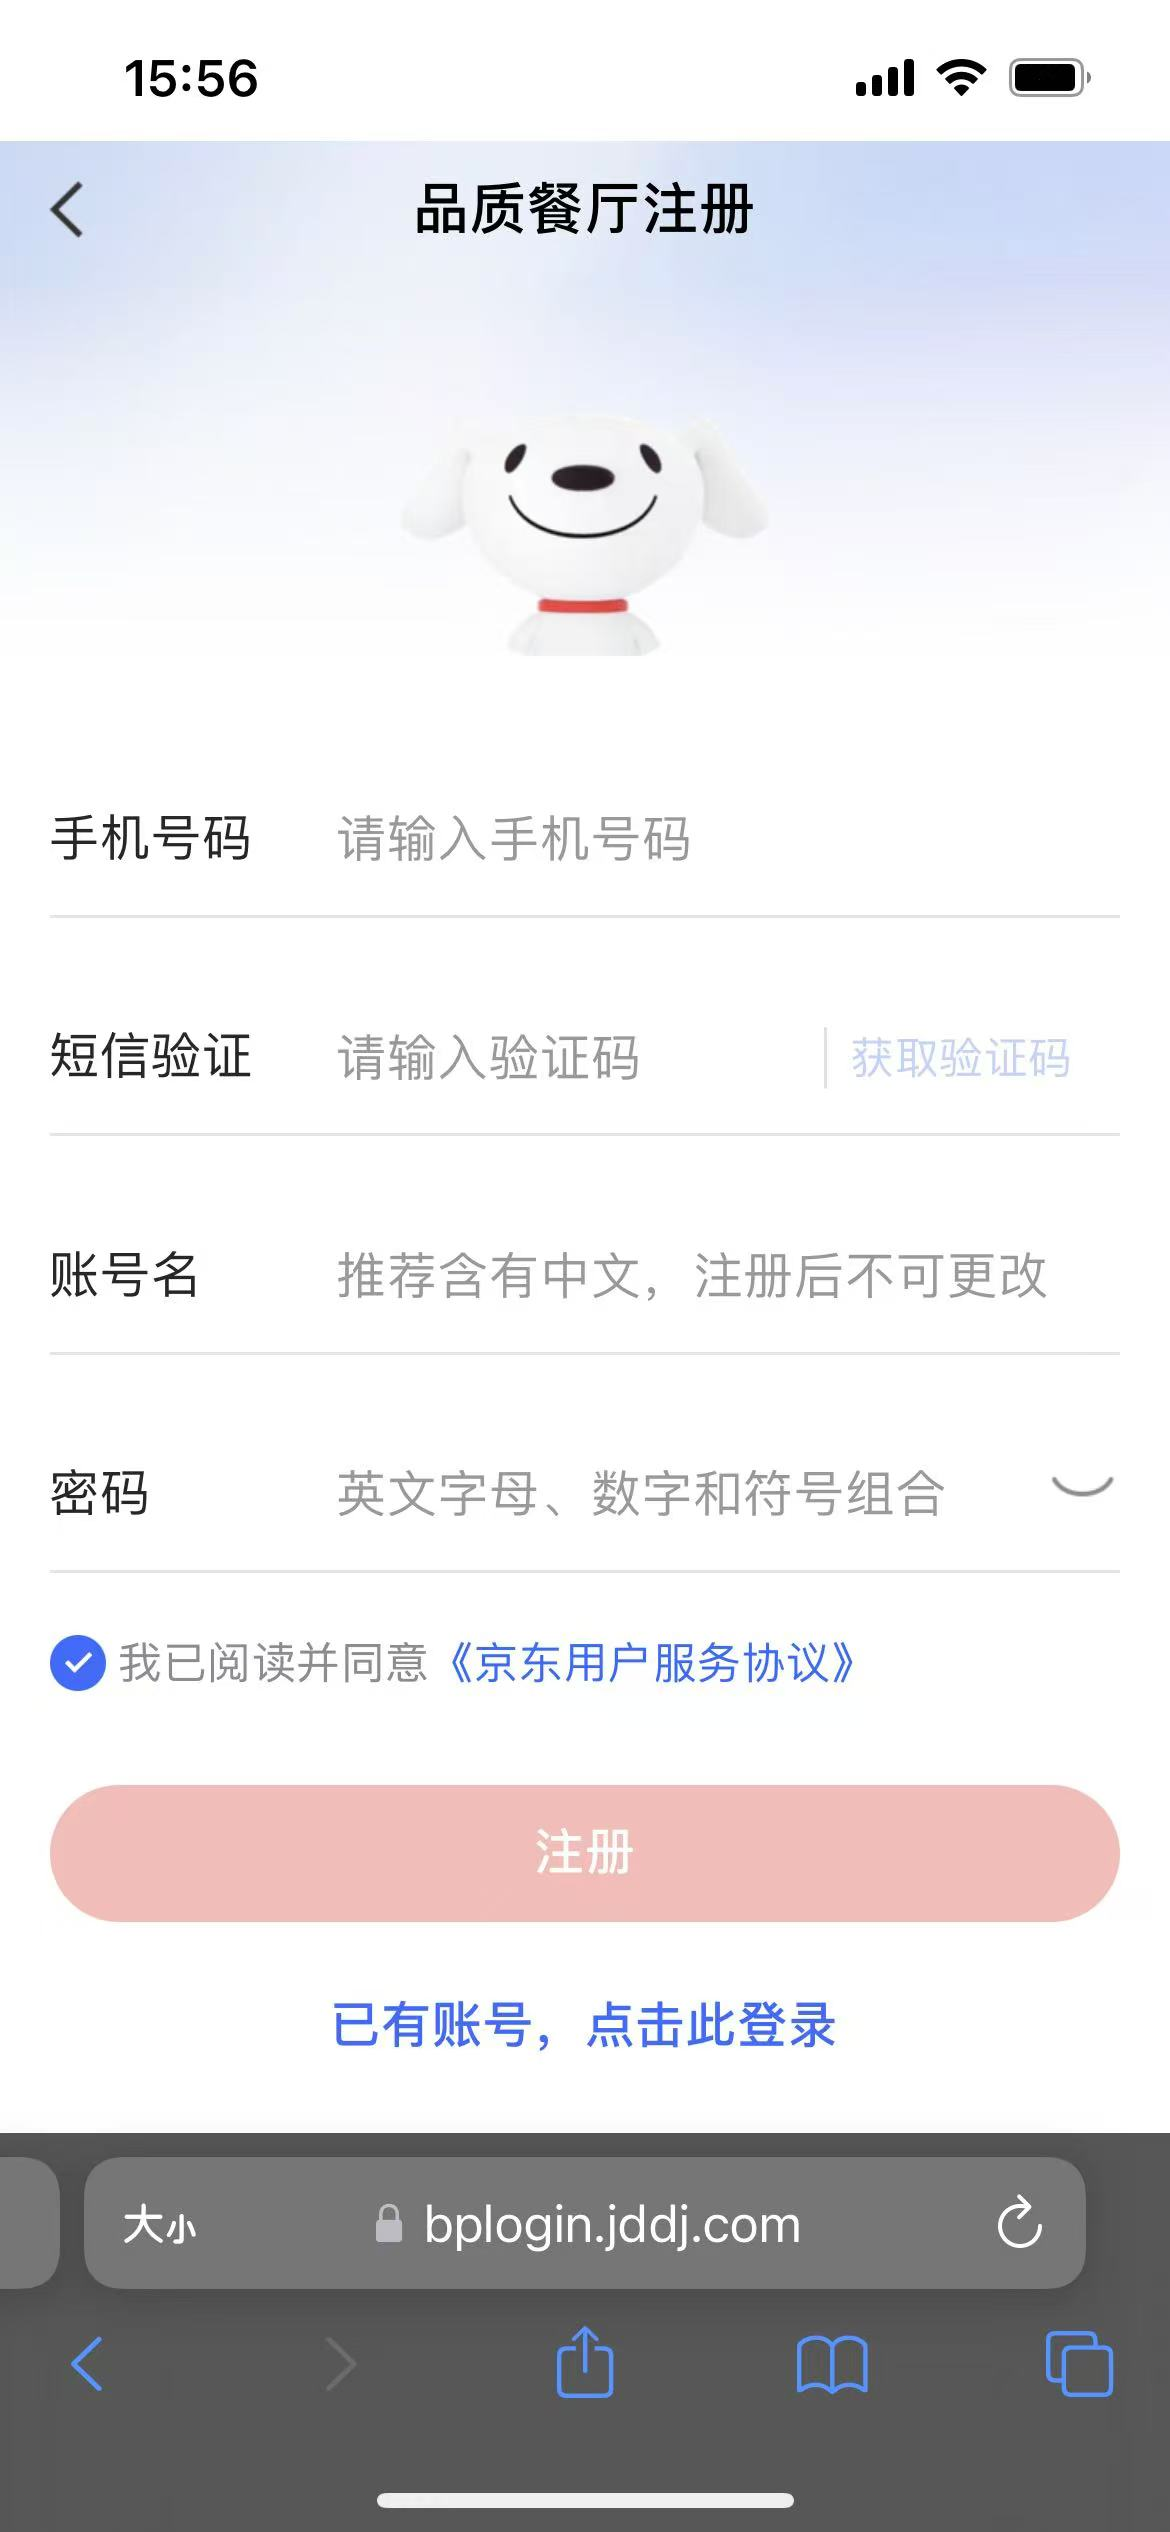 15:56
品质餐厅注册
手机号码 请输入手机号码
短信验证 请输入验证码 获取验证码
账号名 推荐含有中文，注册后不可更改
密码 英文字母、数字和符号组合
我已阅读并同意《京东用户服务协议》
注册
已有账号，点击此登录
大小 bplogin.jddj.com